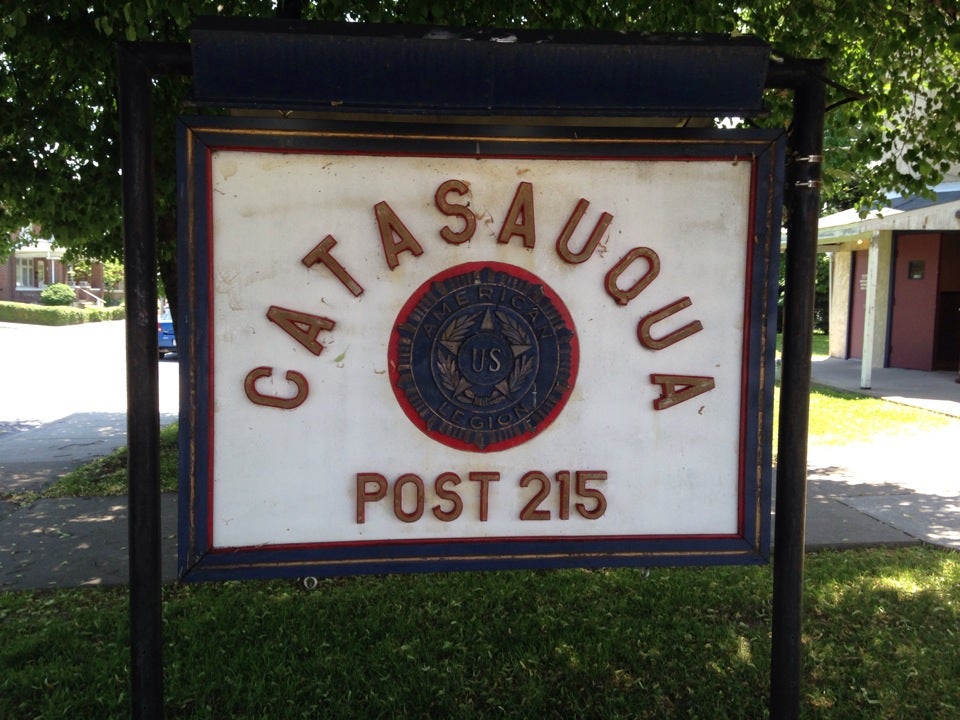 CATASAUQUA
AMERICAN
US
LEGION
POST 215